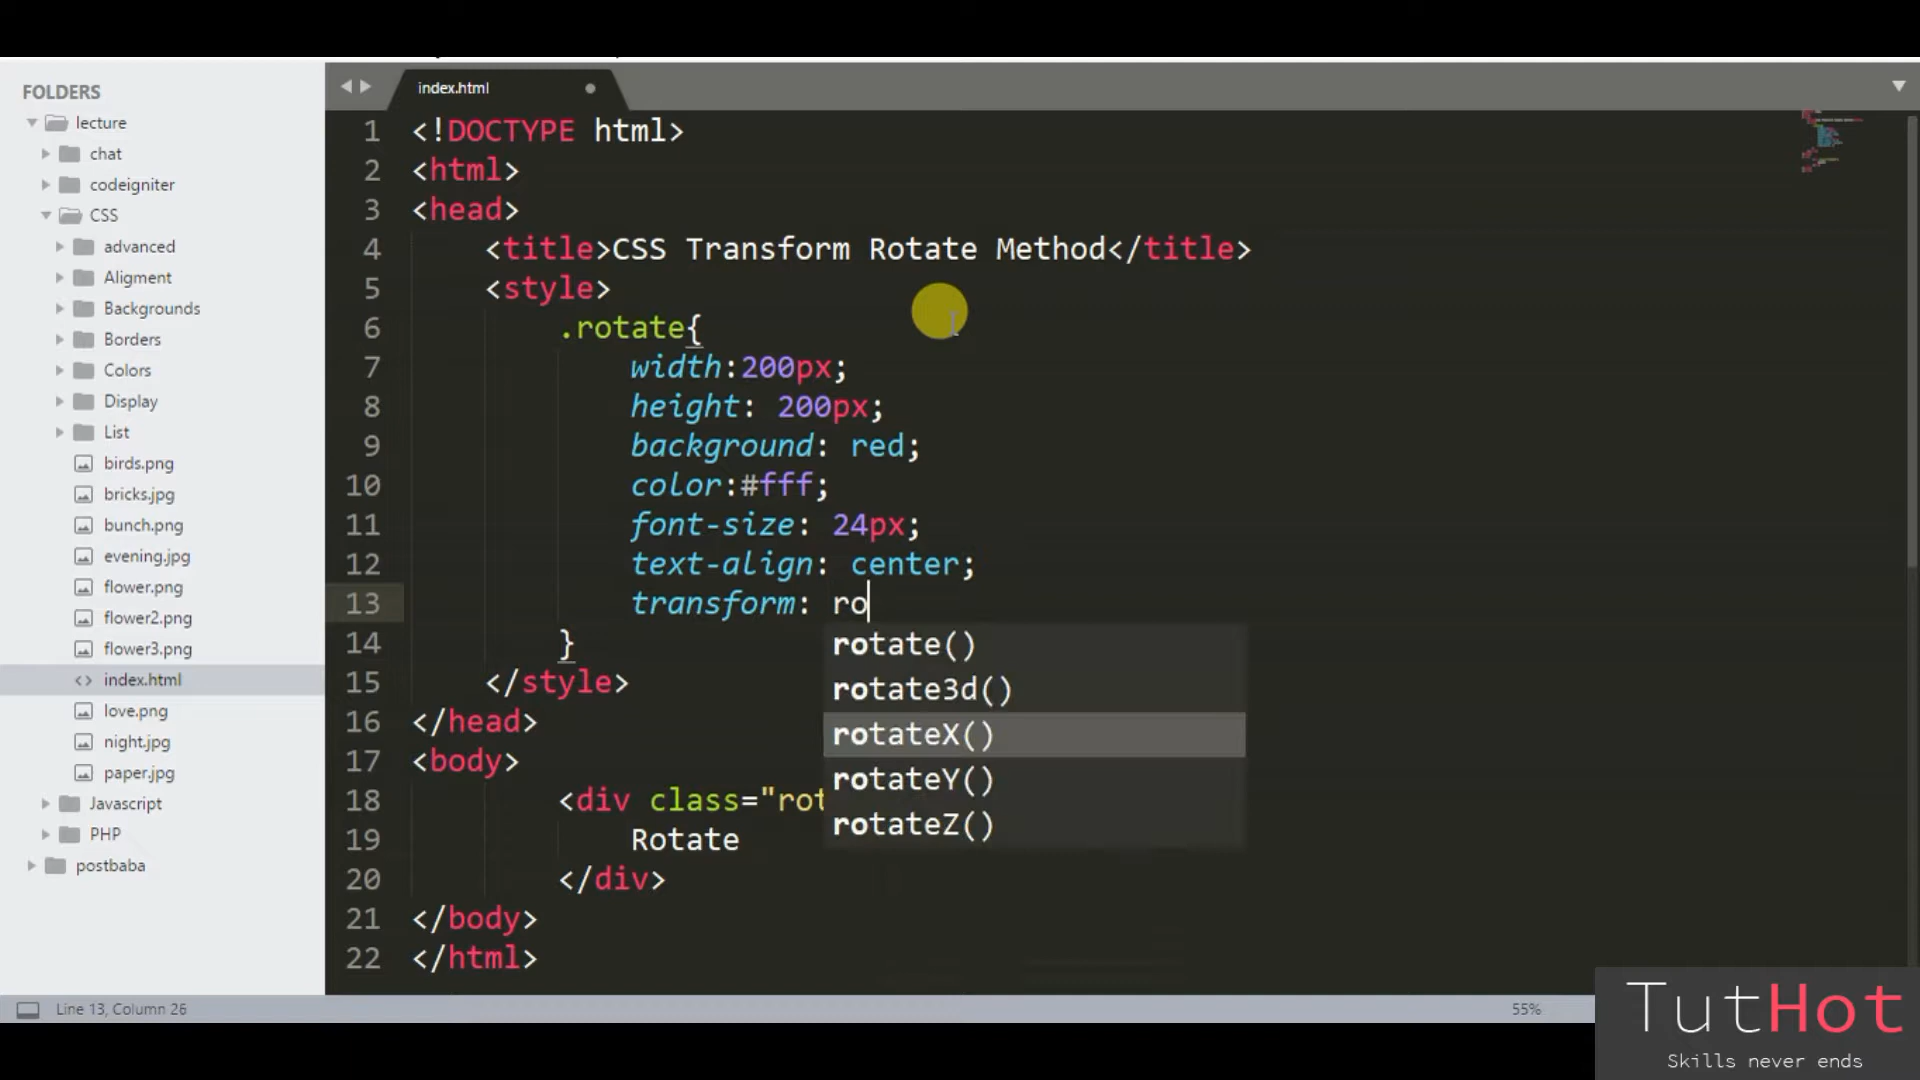 FOLDERS
lecture
chat
codeigniter
CSS
advanced
Aligment
Backgrounds
Borders
Colors
Display
List
birds.png
bricks.jpg
bunch.png
evening.jpg
flower.png
flower2.png
flower3.png
<> index.html
love.png
night.jpg
paper.jpg
Javascript
PHP
postbaba
index.html
1 <!DOCTYPE html>
2 <html>
3 <head>
4 <title>CSS Transform Rotate Method</title>
5 <style>
6 .rotate{
7 width:200px;
8 height: 200px;
9 background: red;
10 color:#fff;
11 font-size: 24px;
12 text-align: center;
13 transform: ro
14 }
15 </style>
16 </head>
17 <body>
18 <div class="rot
19 Rotate
20 </div>
21 </body>
22 </html>
rotate()
rotate3d()
rotateX()
rotateY()
rotateZ()
Line 13, Column 26
55%
TutHot
Skills never ends